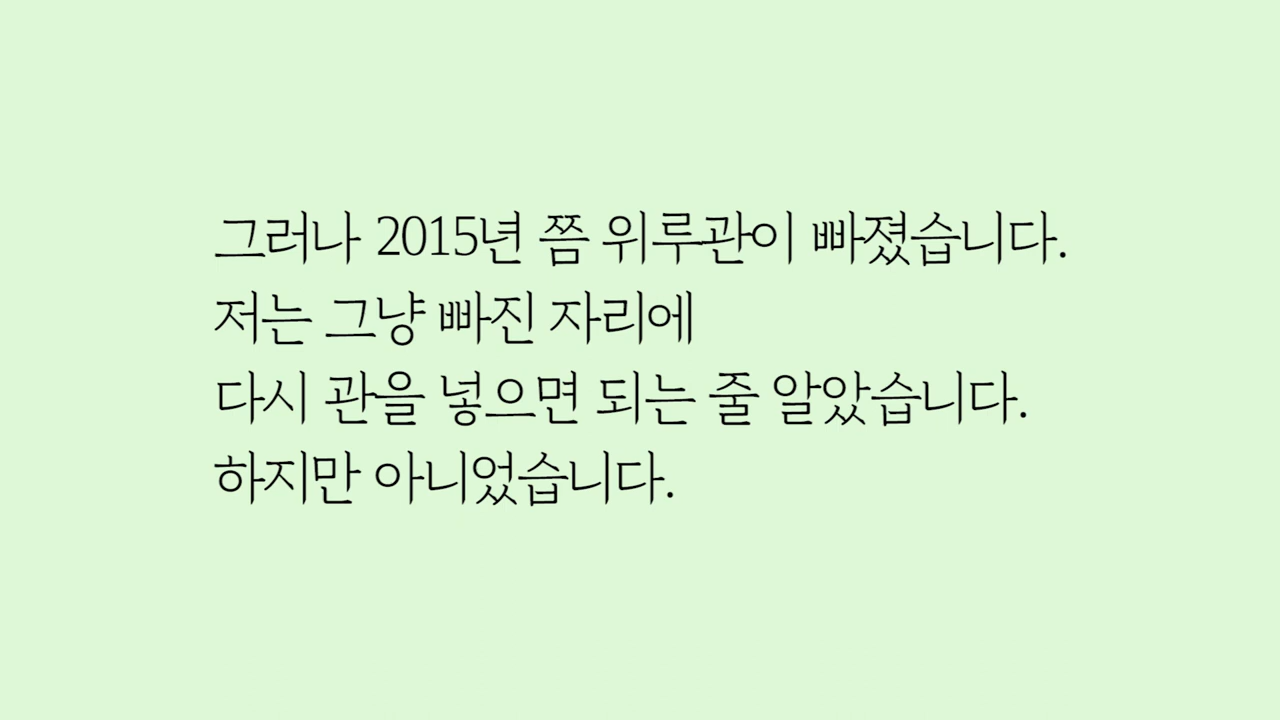 그러나 2015년 쯤 위루관이 빠졌습니다.
저는 그냥 빠진 자리에
다시 관을 넣으면 되는 줄 알았습니다.
하지만 아니었습니다.